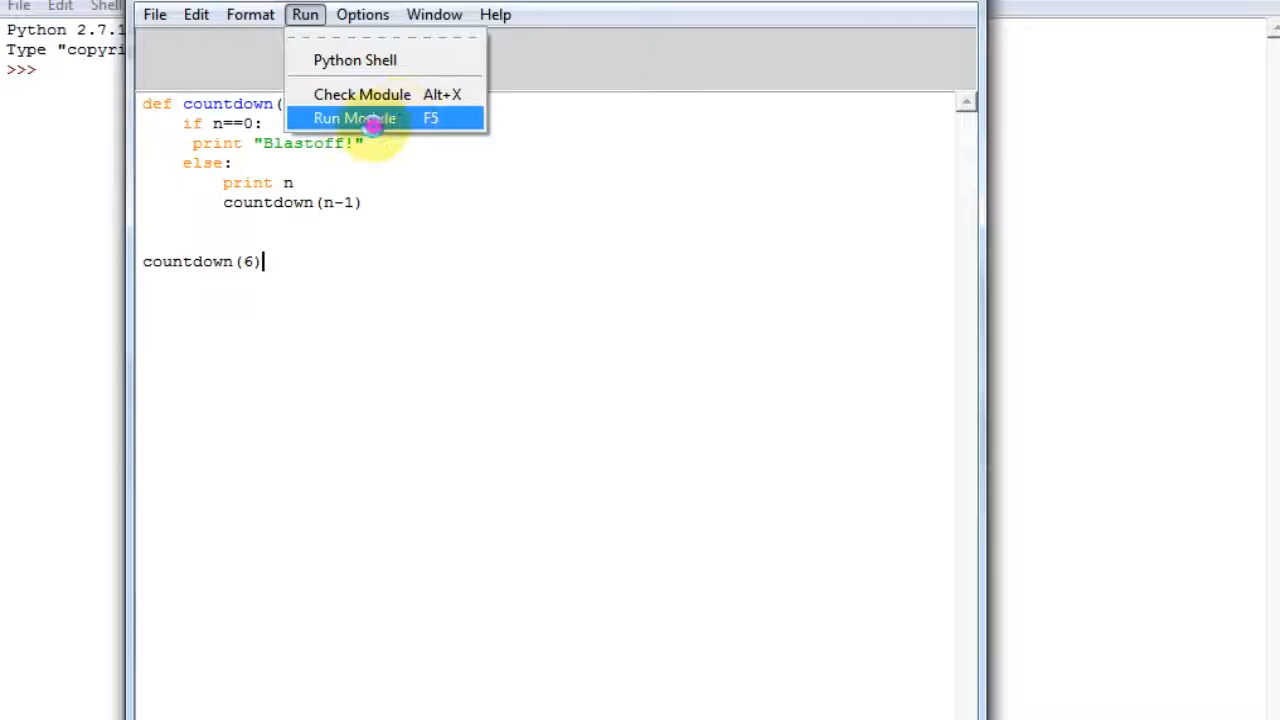 File Edit Shell
Python 2.7.1
Type "copyri
>>>
File Edit Format Run Options Window Help
Python Shell
Check Module Alt+X
Run Module F5
def countdown(
    if n==0:
     print "Blastoff!"
    else:
        print n
        countdown(n-1)
countdown(6)